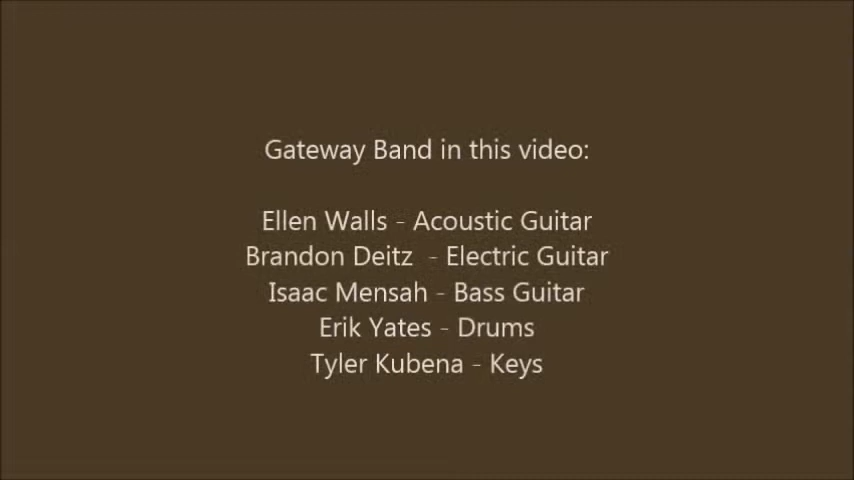 Gateway Band in this video:
Ellen Walls - Acoustic Guitar
Brandon Deitz - Electric Guitar
Isaac Mensah - Bass Guitar
Erik Yates - Drums
Tyler Kubena - Keys